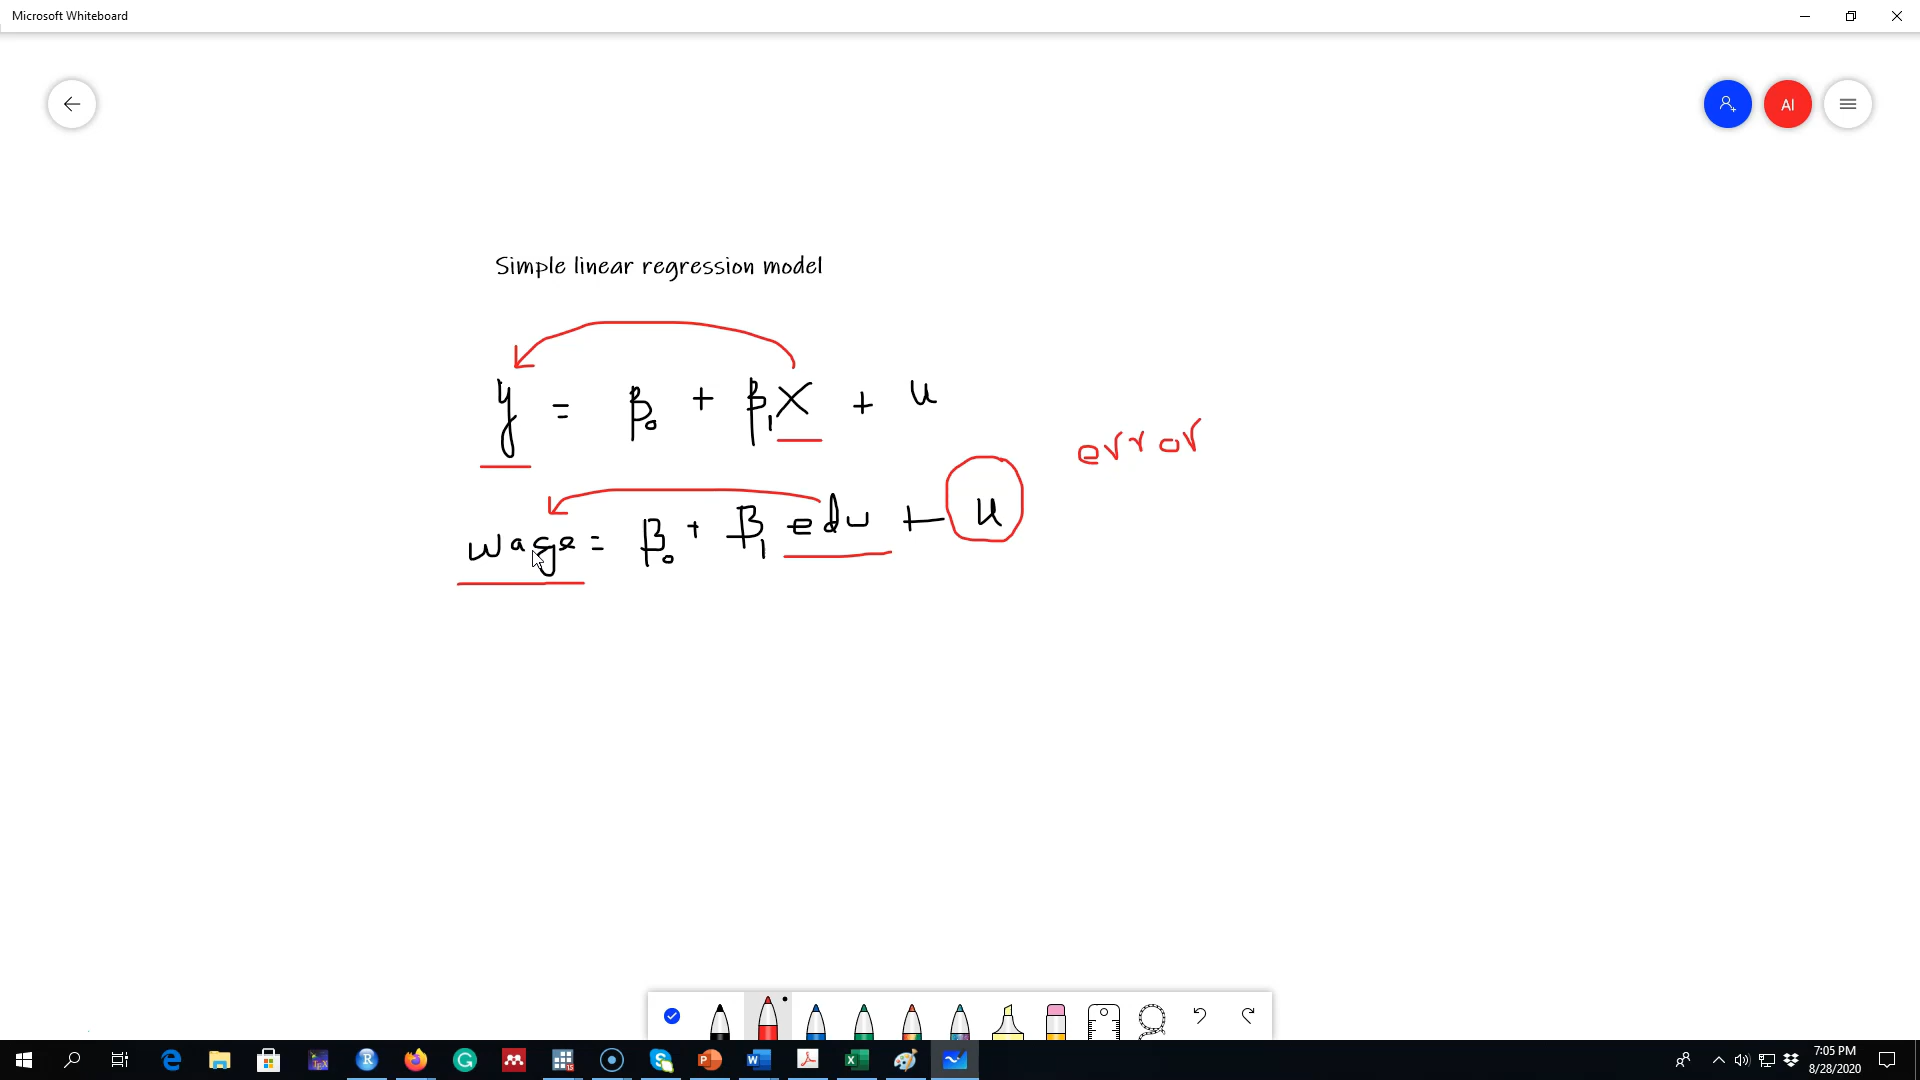 Microsoft Whiteboard
AI
Simple linear regression model
y = β₀ + β₁X + u
error
wage = β₀ + β₁ edu + u
7:05 PM
8/28/2020